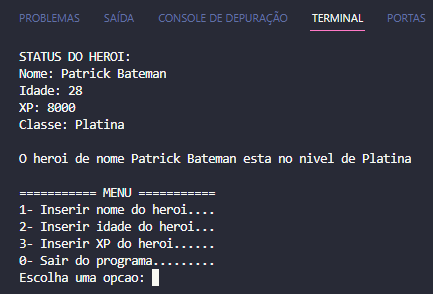 PROBLEMAS SAÍDA CONSOLE DE DEPURAÇÃO TERMINAL PORTAS
STATUS DO HEROI:
Nome: Patrick Bateman
Idade: 28
XP: 8000
Classe: Platina
O heroi de nome Patrick Bateman esta no nivel de Platina
=========== MENU ===========
1- Inserir nome do heroi....
2- Inserir idade do heroi...
3- Inserir XP do heroi......
0- Sair do programa.........
Escolha uma opcao: